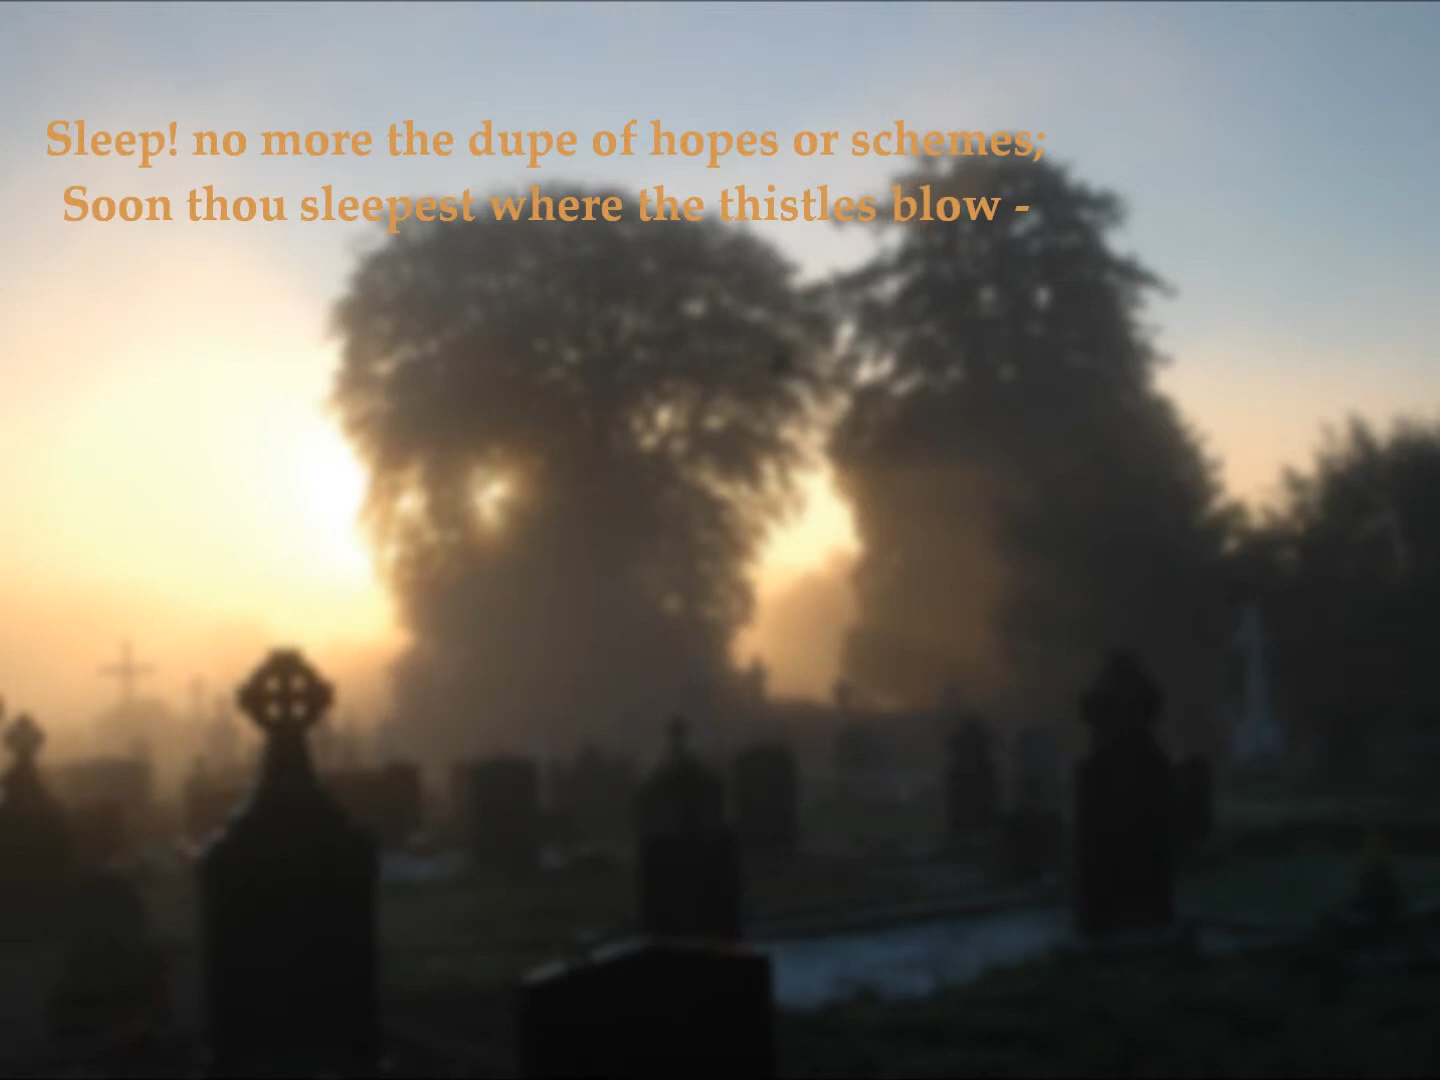 Sleep! no more the dupe of hopes or schemes;
Soon thou sleepest where the thistles blow -